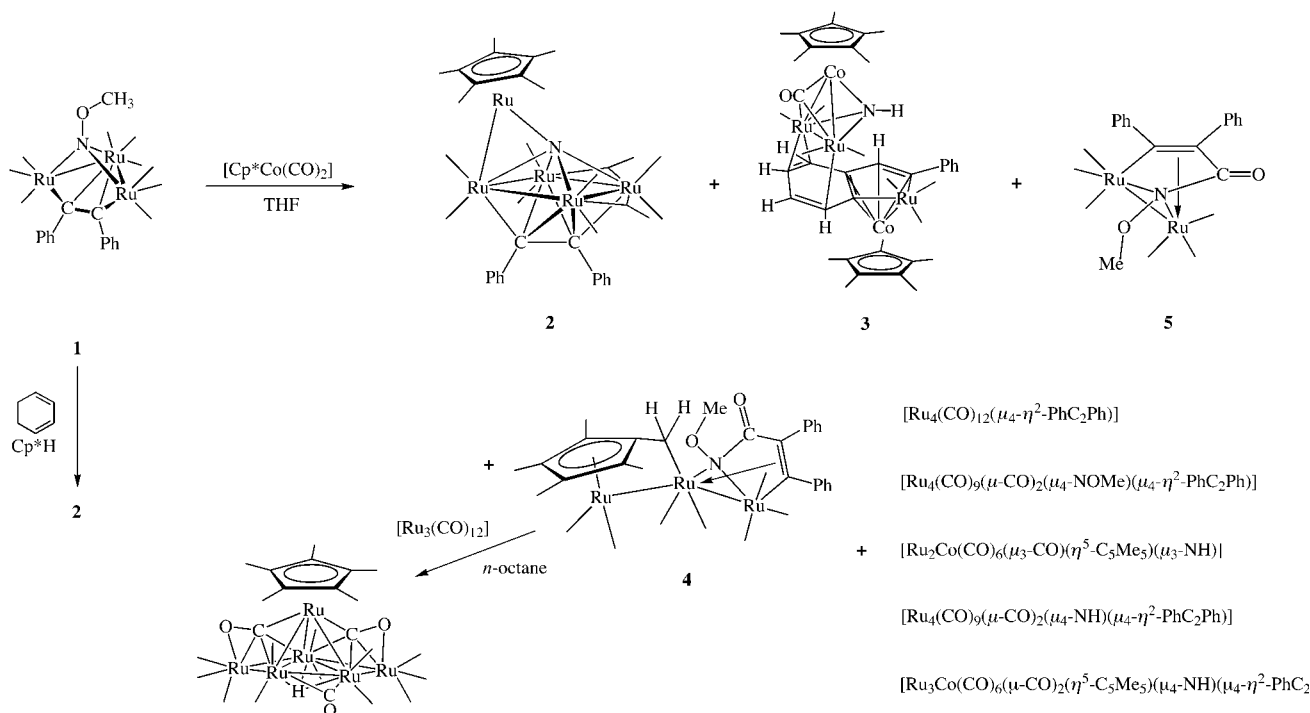 O CH₃
N
Ru
Ru
Ru
C C
Ph
Ph
1
[Cp*Co(CO)₂]
THF
Ru
N
Ru
Ru
Ru
Ru
C
C
Ph
Ph
2
+
Co
OC
N–H
Ru
Ru
H
H
H
H
H
Ph
Ru
Co
3
+
Ph
Ph
Ru
C=O
N
O
Ru
Me
5
Cp*H
2
+
H H
Me
O
O
C
N
Ph
Ph
Ru
Ru
Ru
4
[Ru₃(CO)₁₂]
n-octane
Ru
O
C
C
O
Ru
Ru
Ru
Ru
Ru
H
C
O
+
[Ru₄(CO)₁₂(μ₄-η²-PhC₂Ph)]
[Ru₄(CO)₉(μ-CO)₂(μ₄-NOMe)(μ₄-η²-PhC₂Ph)]
[Ru₂Co(CO)₆(μ₃-CO)(η⁵-C₅Me₅)(μ₃-NH)|
[Ru₄(CO)₉(μ-CO)₂(μ₄-NH)(μ₄-η²-PhC₂Ph)]
[Ru₃Co(CO)₆(μ-CO)₂(η⁵-C₅Me₅)(μ₄-NH)(μ₄-η²-PhC₂